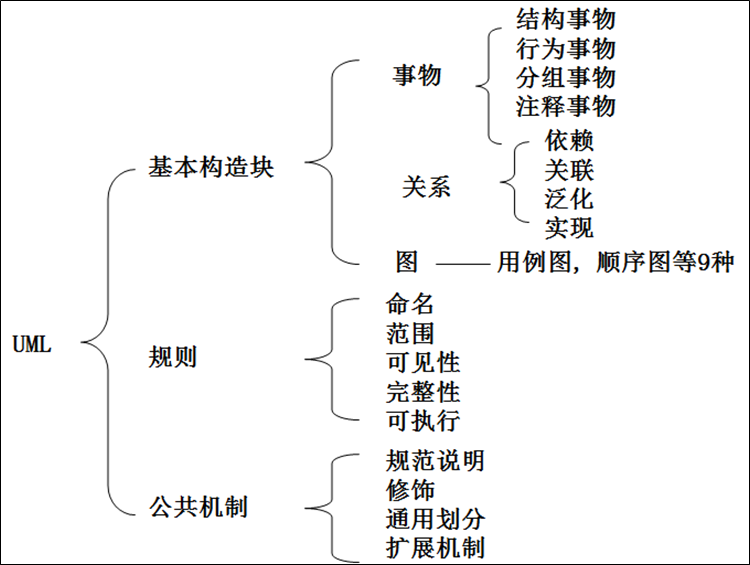 结构事物
行为事物
事物
分组事物
注释事物
依赖
基本构造块
关联
关系
泛化
实现
图
用例图，顺序图等9种
命名
范围
UML
规则
可见性
完整性
可执行
规范说明
修饰
公共机制
通用划分
扩展机制